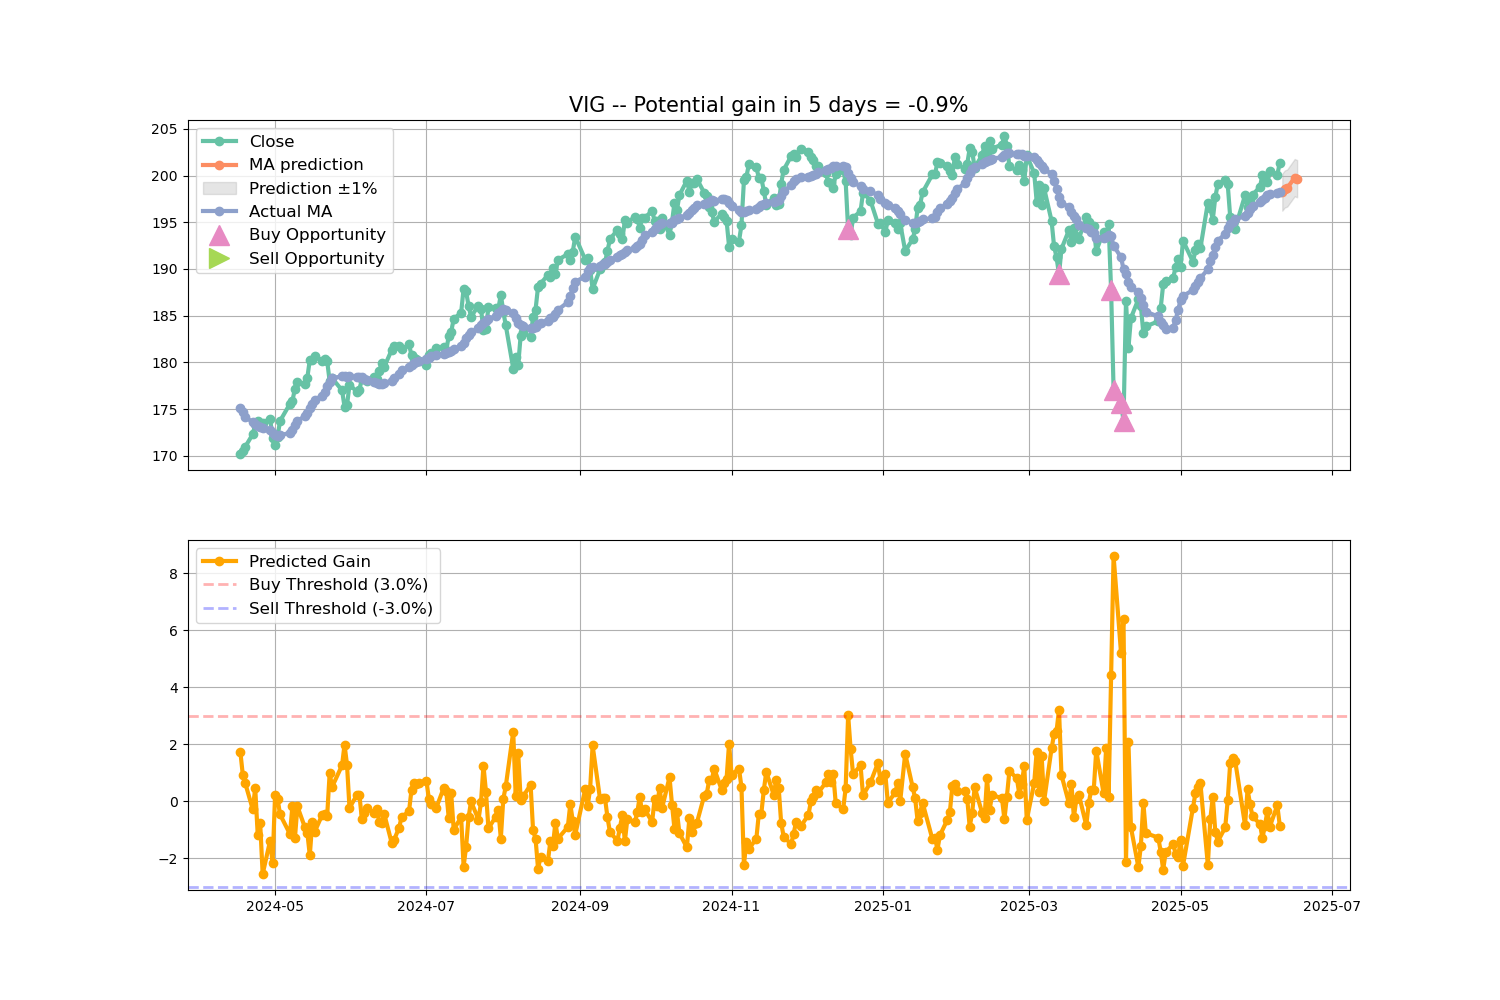 VIG -- Potential gain in 5 days = -0.9%
205
200
195
190
185
180
175
170
Close
MA prediction
Prediction ±1%
Actual MA
Buy Opportunity
Sell Opportunity
8
6
4
2
0
−2
Predicted Gain
Buy Threshold (3.0%)
Sell Threshold (-3.0%)
2024-05
2024-07
2024-09
2024-11
2025-01
2025-03
2025-05
2025-07